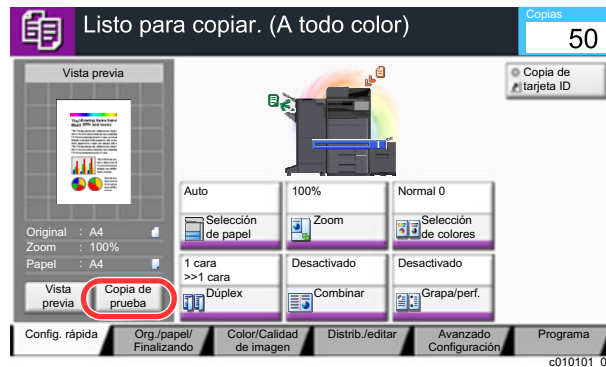 Listo para copiar. (A todo color)
Copias
50
Vista previa
Original : A4
Zoom : 100%
Papel : A4
Vista
previa
Copia de
prueba
Copia de
tarjeta ID
Auto
Selección
de papel
100%
Zoom
Normal 0
Selección
de colores
1 cara
>>1 cara
Dúplex
Desactivado
Combinar
Desactivado
Grapa/perf.
Config. rápida
Org./papel/
Finalizando
Color/Calidad
de imagen
Distrib./editar
Avanzado
Configuración
Programa
c010101_0